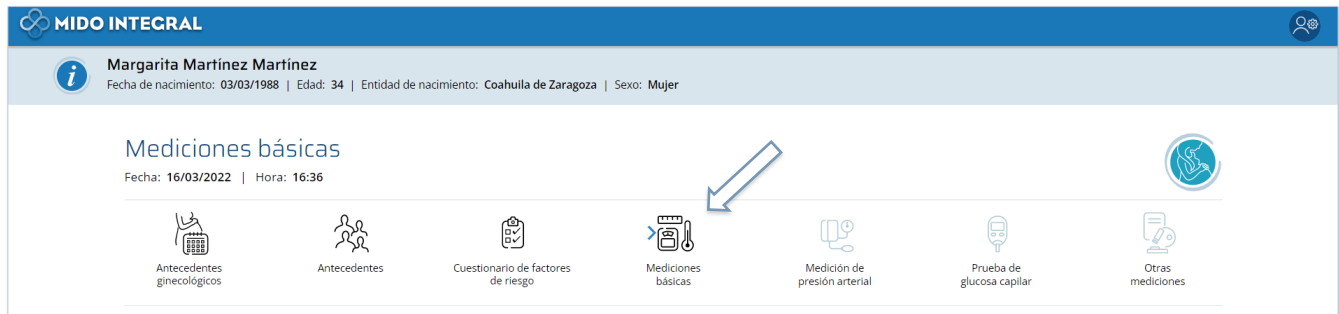 MIDO INTEGRAL
i
Margarita Martínez Martínez
Fecha de nacimiento: 03/03/1988 | Edad: 34 | Entidad de nacimiento: Coahuila de Zaragoza | Sexo: Mujer
Mediciones básicas
Fecha: 16/03/2022 | Hora: 16:36
Antecedentes
ginecológicos
Antecedentes
Cuestionario de factores
de riesgo
Mediciones
básicas
Medición de
presión arterial
Prueba de
glucosa capilar
Otras
mediciones